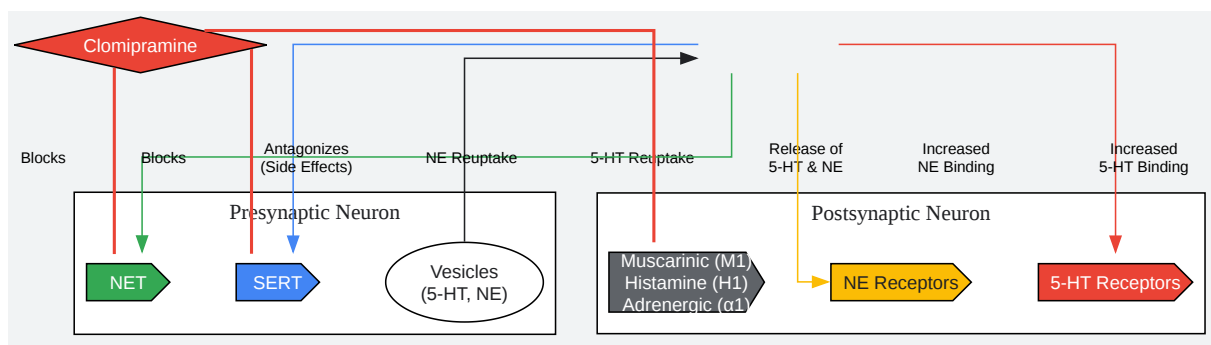 Clomipramine
Blocks
Blocks
Antagonizes
(Side Effects)
NE Reuptake
5-HT Reuptake
Release of
5-HT & NE
Increased
NE Binding
Increased
5-HT Binding
Presynaptic Neuron
Postsynaptic Neuron
NET
SERT
Vesicles
(5-HT, NE)
Muscarinic (M1)
Histamine (H1)
Adrenergic (α1)
NE Receptors
5-HT Receptors